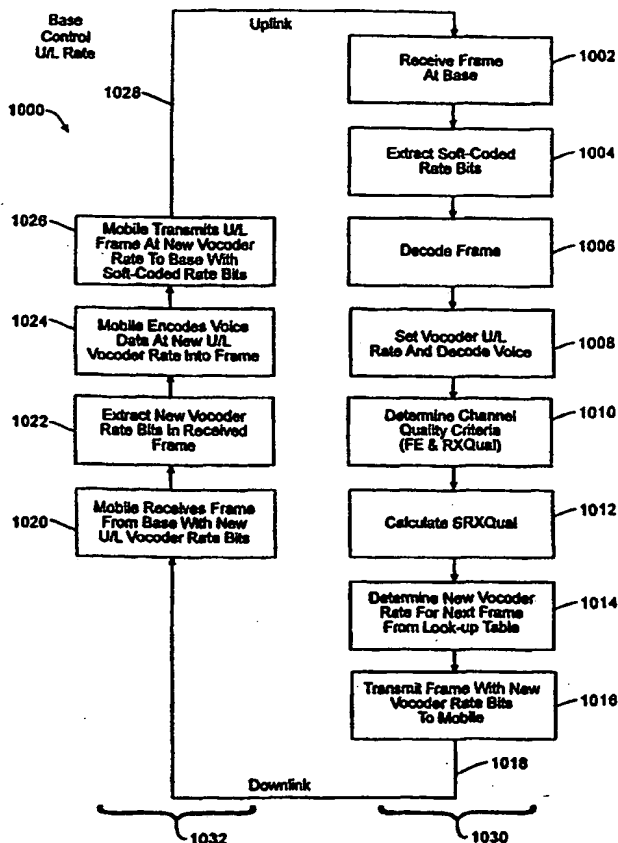 Base
Control
U/L Rate
1000
Uplink
1028
Receive Frame
At Base
1002
Extract Soft-Coded
Rate Bits
1004
Decode Frame
1006
Set Vocoder U/L
Rate And Decode Voice
1008
Determine Channel
Quality Criteria
(FE & RXQual)
1010
Calculate SRXQual
1012
Determine New Vocoder
Rate For Next Frame
From Look-up Table
1014
Transmit Frame With New
Vocoder Rate Bits
To Mobile
1016
1018
Downlink
1020
Mobile Receives Frame
From Base With New
U/L Vocoder Rate Bits
1022
Extract New Vocoder
Rate Bits In Received
Frame
1024
Mobile Encodes Voice
Data At New U/L
Vocoder Rate Into Frame
1026
Mobile Transmits U/L
Frame At New Vocoder
Rate To Base With
Soft-Coded Rate Bits
1032
1030